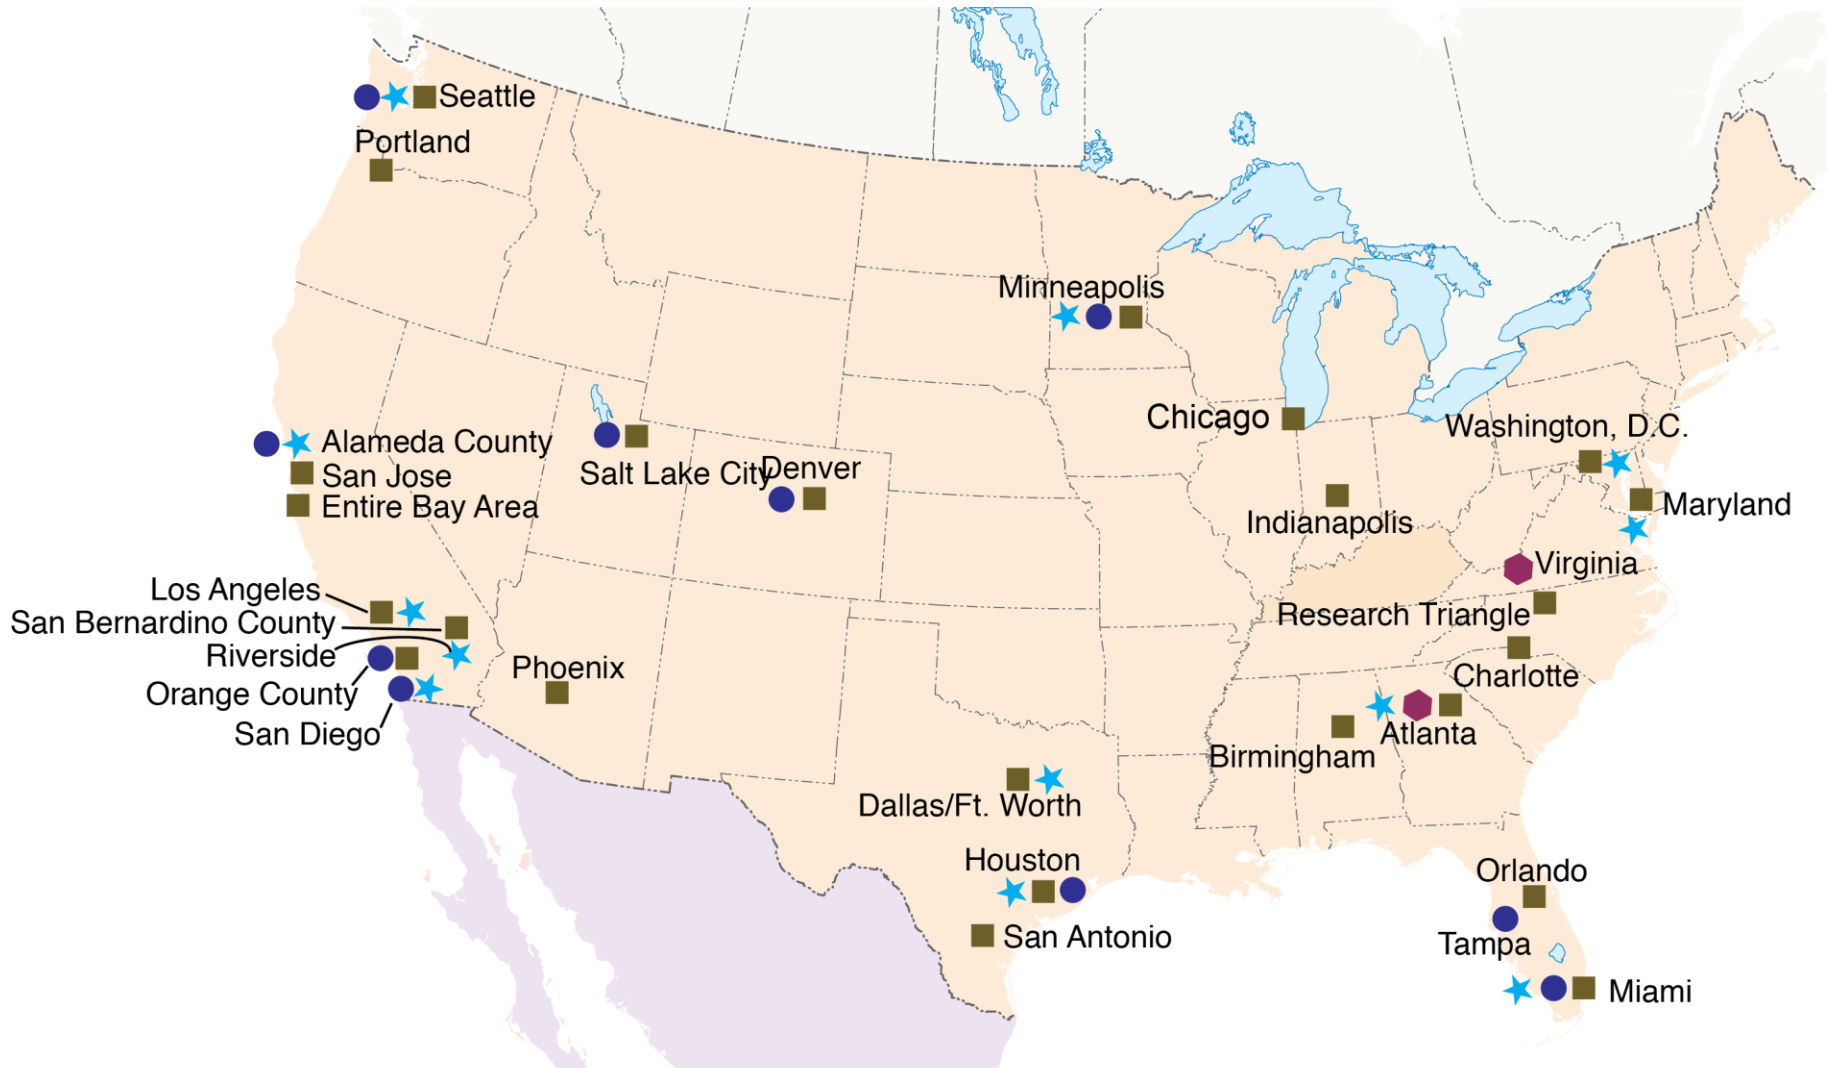 Seattle
Portland
Minneapolis
Chicago
Washington, D.C.
Alameda County
San Jose
Entire Bay Area
Salt Lake City
Denver
Indianapolis
Maryland
Virginia
Los Angeles
San Bernardino County
Riverside
Orange County
San Diego
Phoenix
Research Triangle
Charlotte
Atlanta
Birmingham
Dallas/Ft. Worth
Houston
San Antonio
Orlando
Tampa
Miami